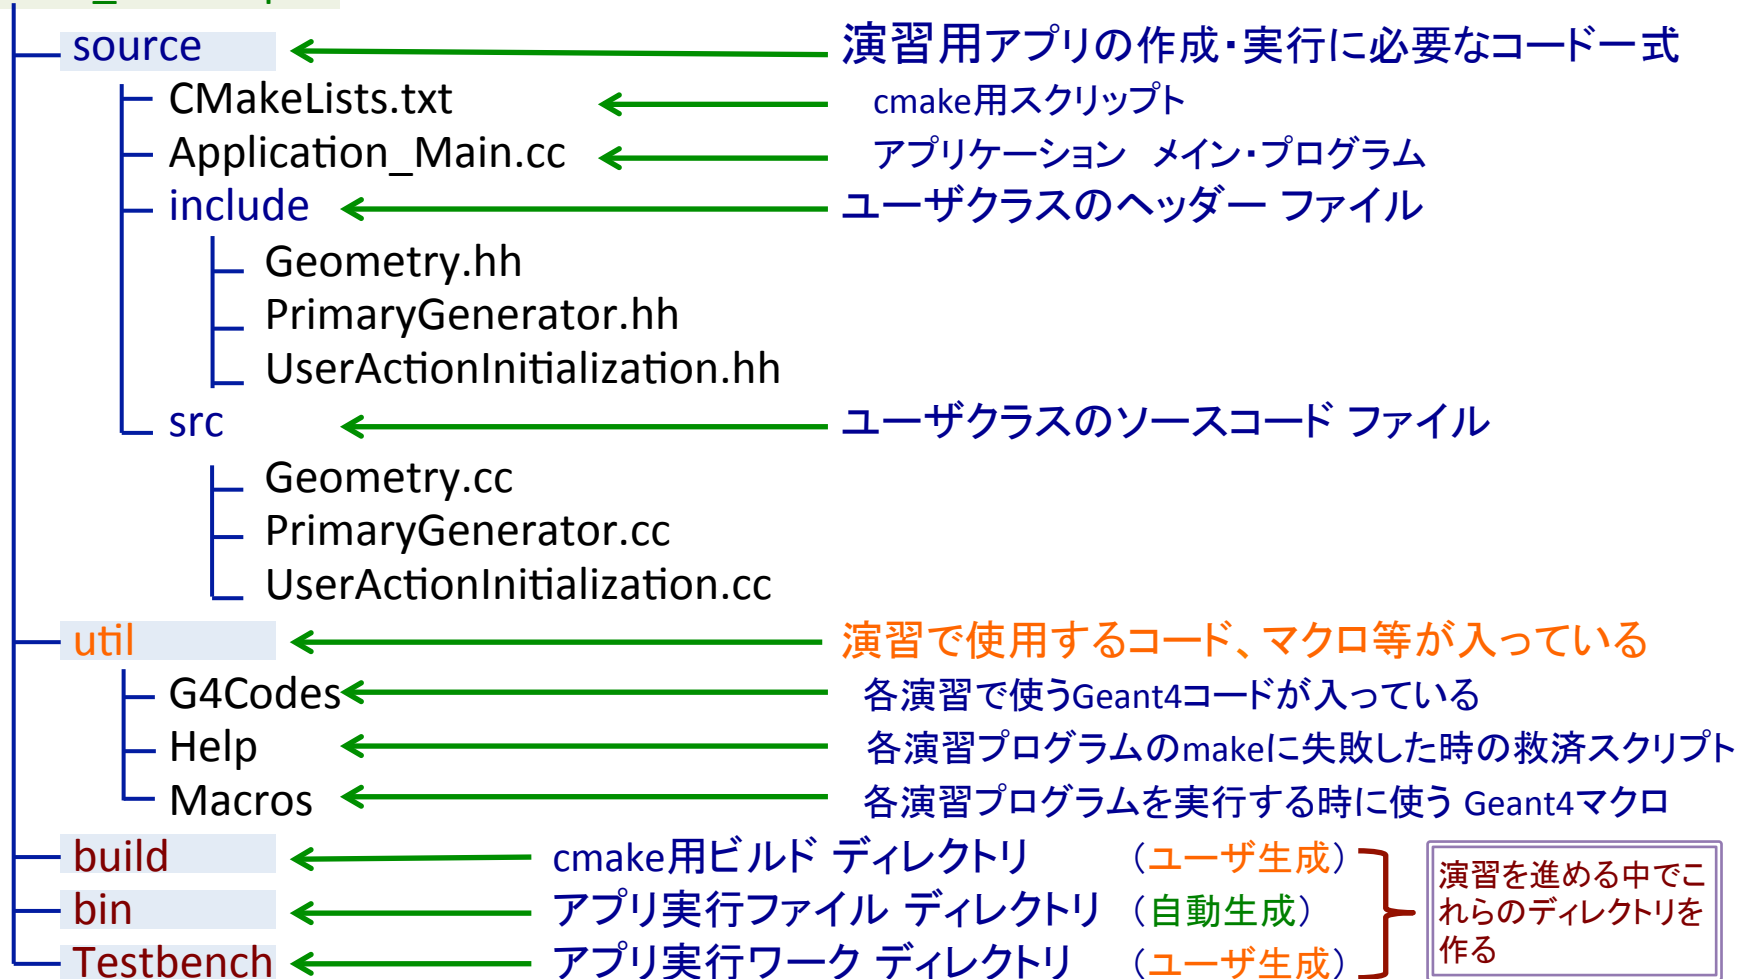 source 演習用アプリの作成・実行に必要なコード一式
CMakeLists.txt cmake用スクリップト
Application_Main.cc アプリケーション メイン・プログラム
include ユーザクラスのヘッダー ファイル
Geometry.hh
PrimaryGenerator.hh
UserActionInitialization.hh
src ユーザクラスのソースコード ファイル
Geometry.cc
PrimaryGenerator.cc
UserActionInitialization.cc
util 演習で使用するコード、マクロ等が入っている
G4Codes 各演習で使うGeant4コードが入っている
Help 各演習プログラムのmakeに失敗した時の救済スクリプト
Macros 各演習プログラムを実行する時に使う Geant4マクロ
build cmake用ビルド ディレクトリ (ユーザ生成)
bin アプリ実行ファイル ディレクトリ (自動生成)
Testbench アプリ実行ワーク ディレクトリ (ユーザ生成)
演習を進める中でこ
れらのディレクトリを
作る